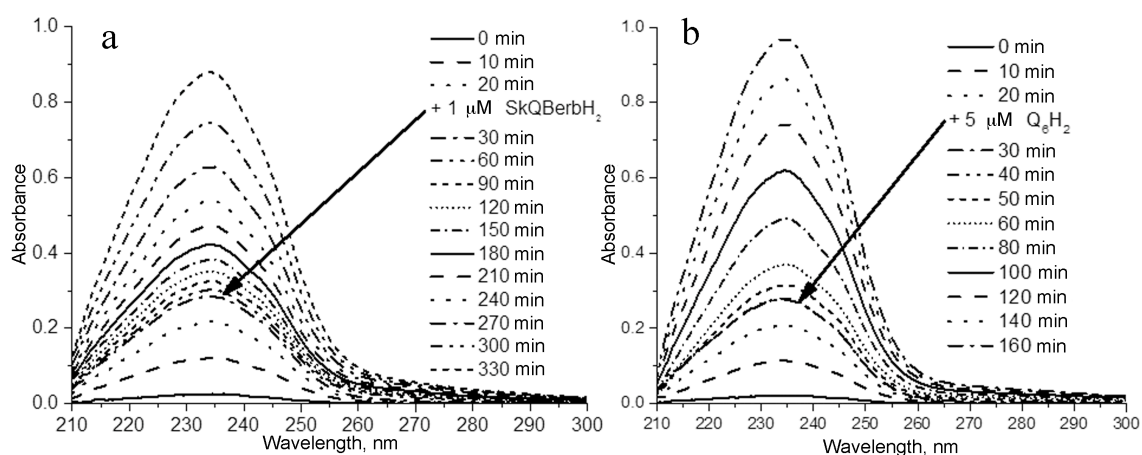 a
1.0
0.8
0.6
0.4
0.2
0.0
Absorbance
210 220 230 240 250 260 270 280 290 300
Wavelength, nm
0 min
10 min
20 min
+ 1 μM SkQBerbH₂
30 min
60 min
90 min
120 min
150 min
180 min
210 min
240 min
270 min
300 min
330 min
b
1.0
0.8
0.6
0.4
0.2
0.0
Absorbance
210 220 230 240 250 260 270 280 290 300
Wavelength, nm
0 min
10 min
20 min
+ 5 μM Q₆H₂
30 min
40 min
50 min
60 min
80 min
100 min
120 min
140 min
160 min